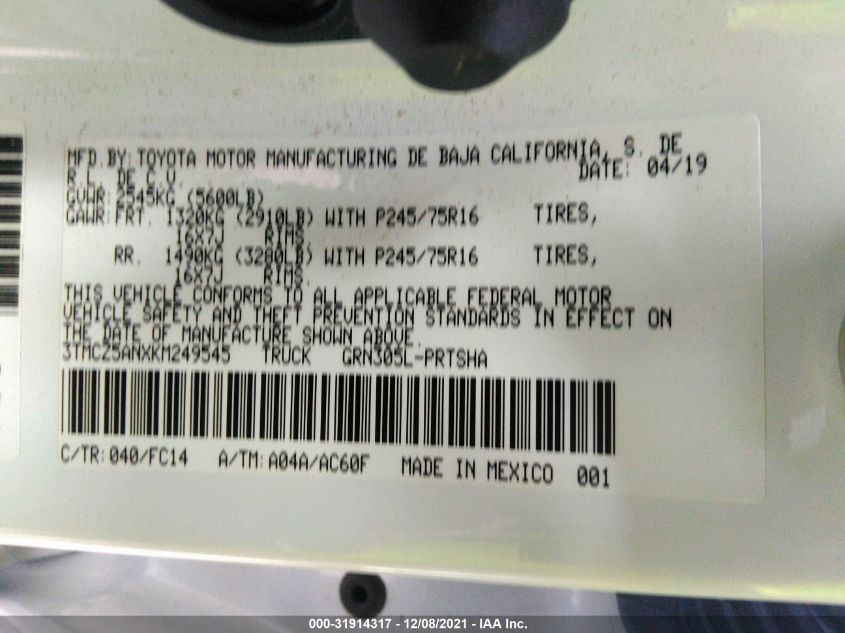 MFD. BY: TOYOTA MOTOR MANUFACTURING DE BAJA CALIFORNIA, S. DE
R.L. DE C.V. DATE: 04/19
GVWR: 2545KG (5600LB)
GAWR: FRT. 1320KG (2910LB) WITH P245/75R16 TIRES,
16X7J RIMS.
RR. 1490KG (3280LB) WITH P245/75R16 TIRES,
16X7J RIMS.
THIS VEHICLE CONFORMS TO ALL APPLICABLE FEDERAL MOTOR
VEHICLE SAFETY AND THEFT PREVENTION STANDARDS IN EFFECT ON
THE DATE OF MANUFACTURE SHOWN ABOVE.
3TMCZ5ANXKM249545 TRUCK GRN305L-PRTSHA
C/TR: 040/FC14 A/TM: A04A/AC60F MADE IN MEXICO 001
000-31914317 - 12/08/2021 - IAA Inc.